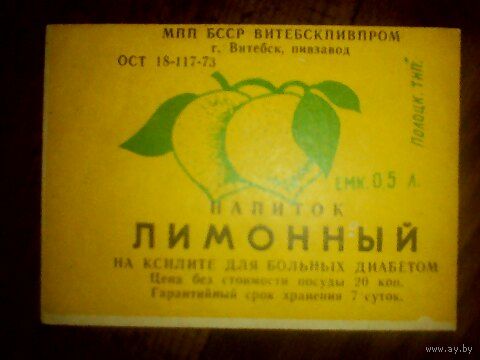 МПП БССР ВИТЕБСКПИВПРОМ
г. Витебск, пивзавод
ОСТ 18-117-73
Полоцк. тип.
ЕМК. 0,5 Л.
НАПИТОК
ЛИМОННЫЙ
НА КСИЛИТЕ ДЛЯ БОЛЬНЫХ ДИАБЕТОМ
Цена без стоимости посуды 20 коп.
Гарантийный срок хранения 7 суток.
www.ay.by